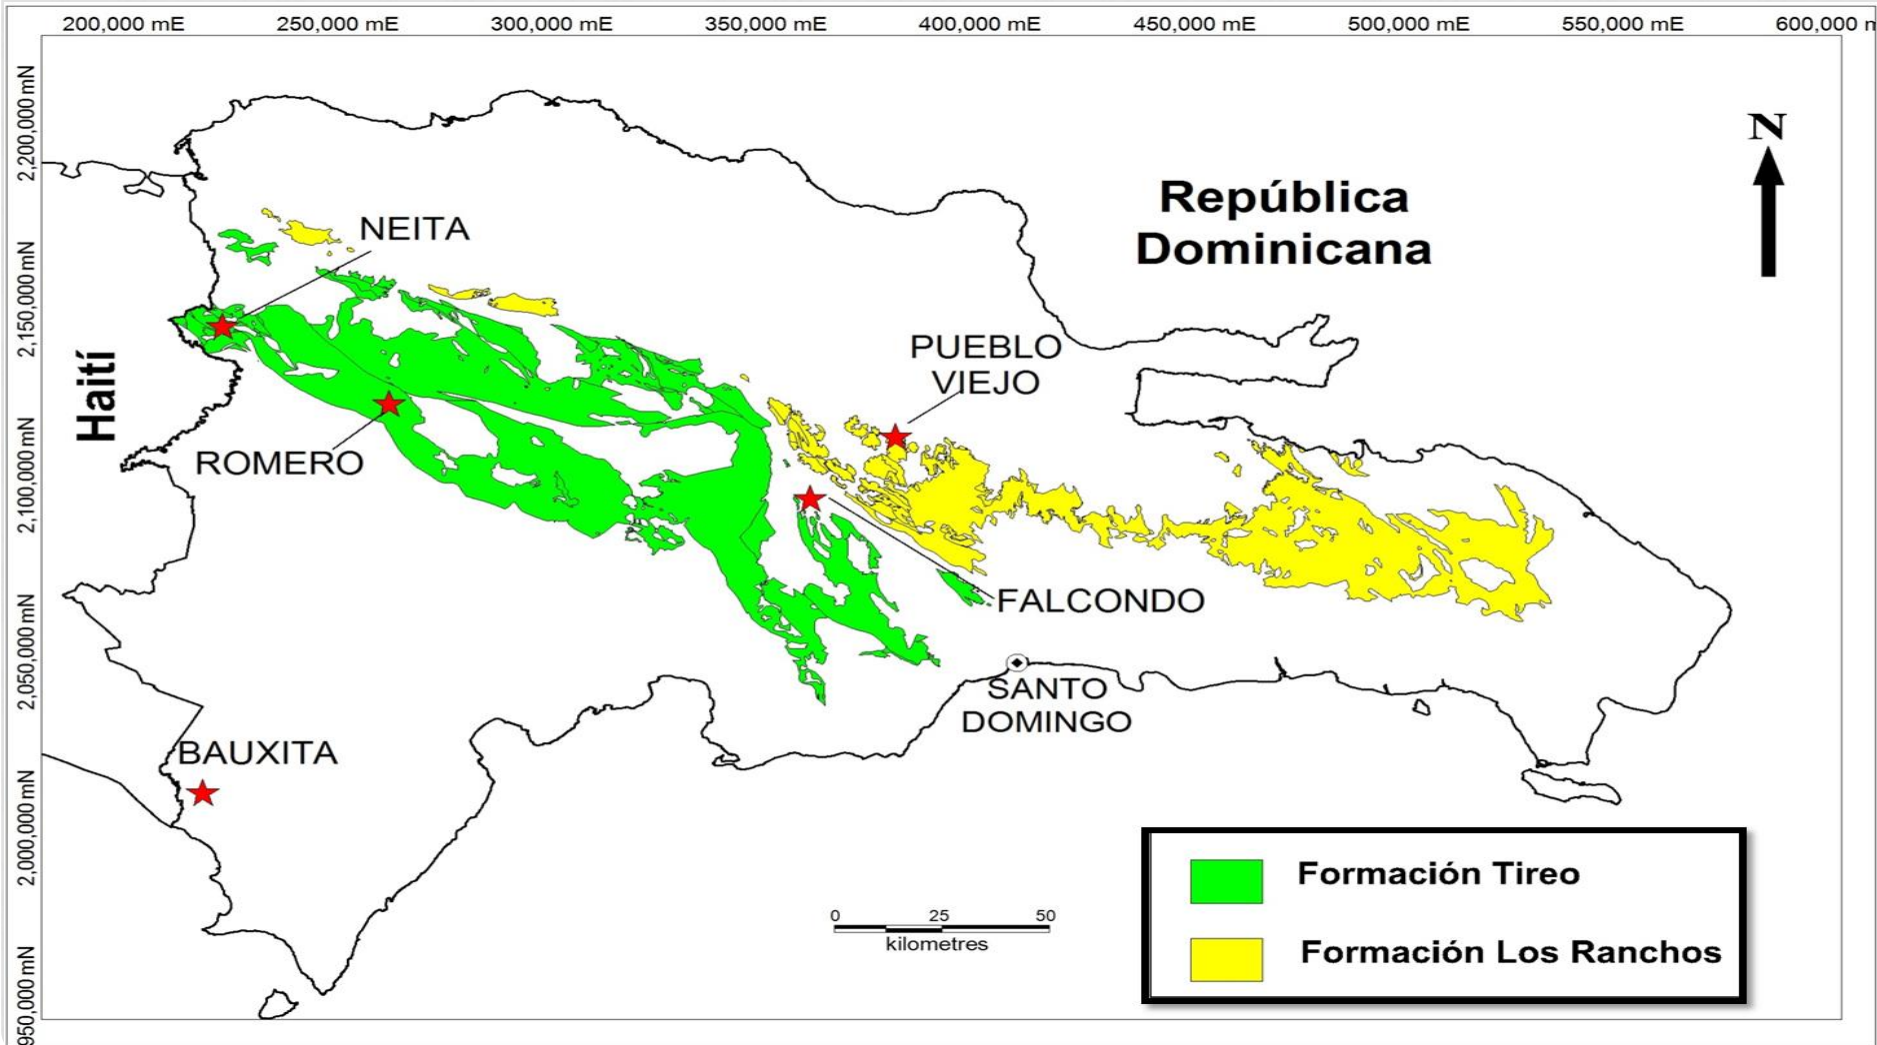 200,000 mE 250,000 mE 300,000 mE 350,000 mE 400,000 mE 450,000 mE 500,000 mE 550,000 mE 600,000 m
2,200,000 mN
2,150,000 mN
2,100,000 mN
2,050,000 mN
2,000,000 mN
950,000 mN
N
República
Dominicana
NEITA
PUEBLO
VIEJO
Haití
ROMERO
FALCONDO
SANTO
DOMINGO
BAUXITA
0 25 50
kilometres
Formación Tireo
Formación Los Ranchos